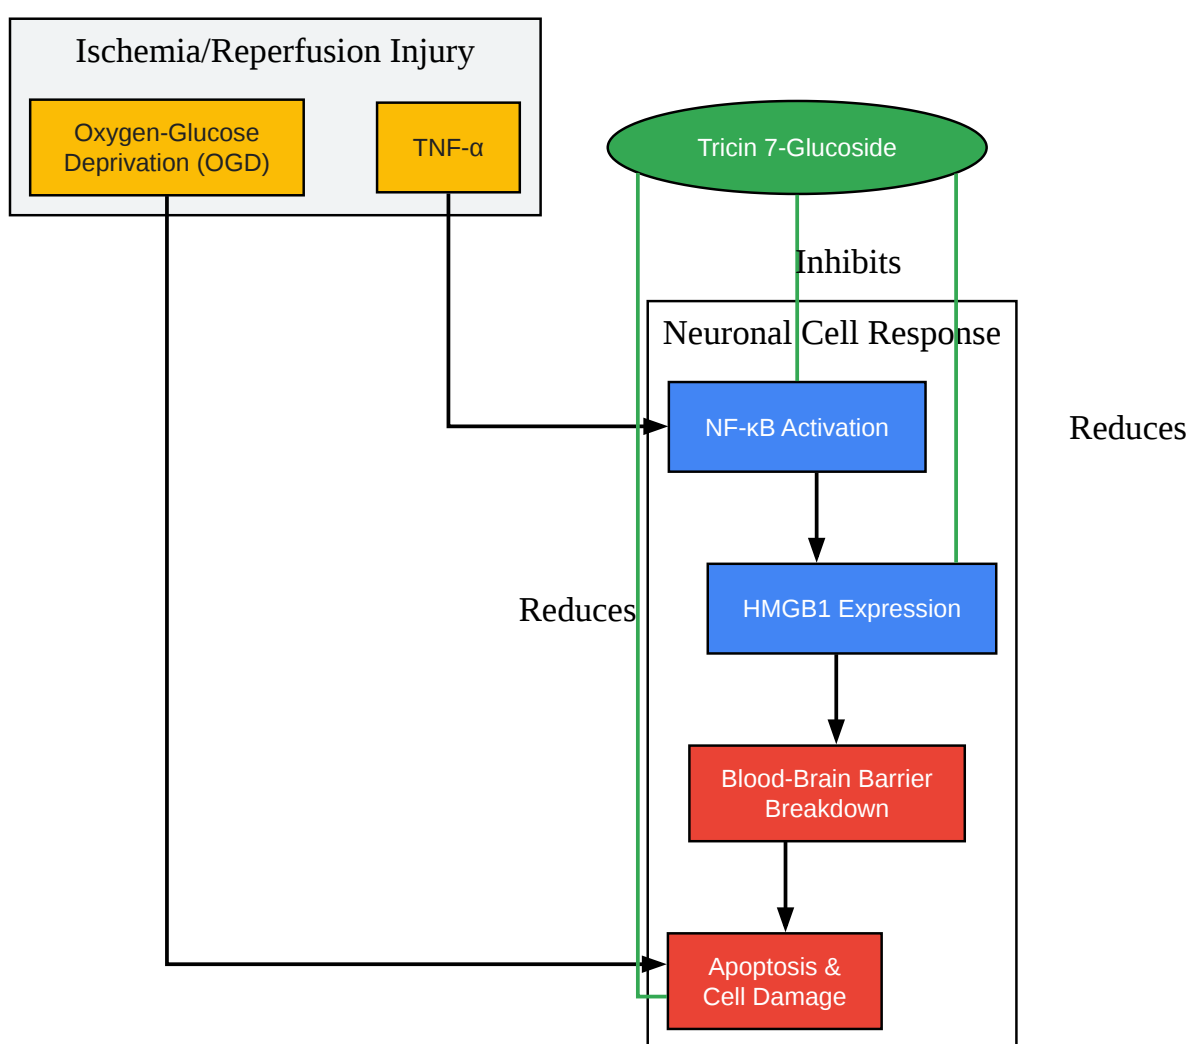 Ischemia/Reperfusion Injury
Oxygen-Glucose
Deprivation (OGD)
TNF-α
Tricin 7-Glucoside
Inhibits
Neuronal Cell Response
NF-κB Activation
Reduces
HMGB1 Expression
Reduces
Blood-Brain Barrier
Breakdown
Apoptosis &
Cell Damage